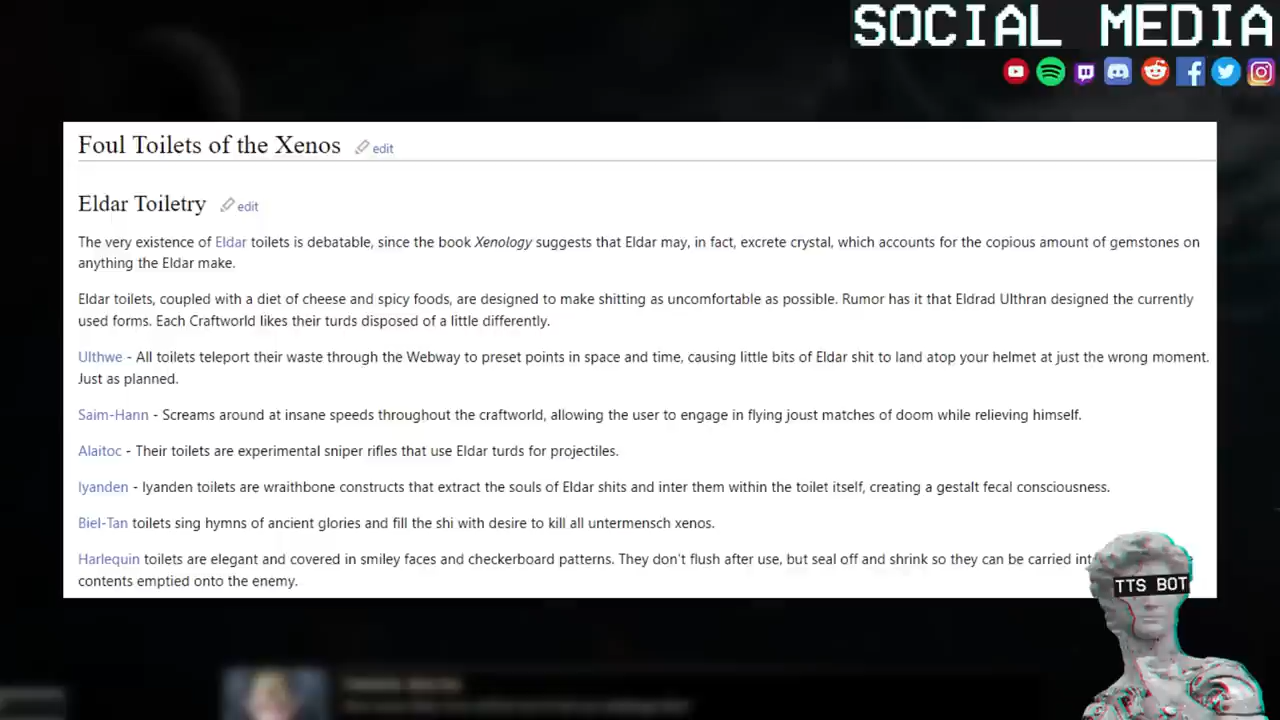 SOCIAL MEDIA
Foul Toilets of the Xenos edit
Eldar Toiletry edit
The very existence of Eldar toilets is debatable, since the book Xenology suggests that Eldar may, in fact, excrete crystal, which accounts for the copious amount of gemstones on
anything the Eldar make.
Eldar toilets, coupled with a diet of cheese and spicy foods, are designed to make shitting as uncomfortable as possible. Rumor has it that Eldrad Ulthran designed the currently
used forms. Each Craftworld likes their turds disposed of a little differently.
Ulthwe - All toilets teleport their waste through the Webway to preset points in space and time, causing little bits of Eldar shit to land atop your helmet at just the wrong moment.
Just as planned.
Saim-Hann - Screams around at insane speeds throughout the craftworld, allowing the user to engage in flying joust matches of doom while relieving himself.
Alaitoc - Their toilets are experimental sniper rifles that use Eldar turds for projectiles.
Iyanden - Iyanden toilets are wraithbone constructs that extract the souls of Eldar shits and inter them within the toilet itself, creating a gestalt fecal consciousness.
Biel-Tan toilets sing hymns of ancient glories and fill the shi with desire to kill all untermensch xenos.
Harlequin toilets are elegant and covered in smiley faces and checkerboard patterns. They don't flush after use, but seal off and shrink so they can be carried
contents emptied onto the enemy.
TTS BOT